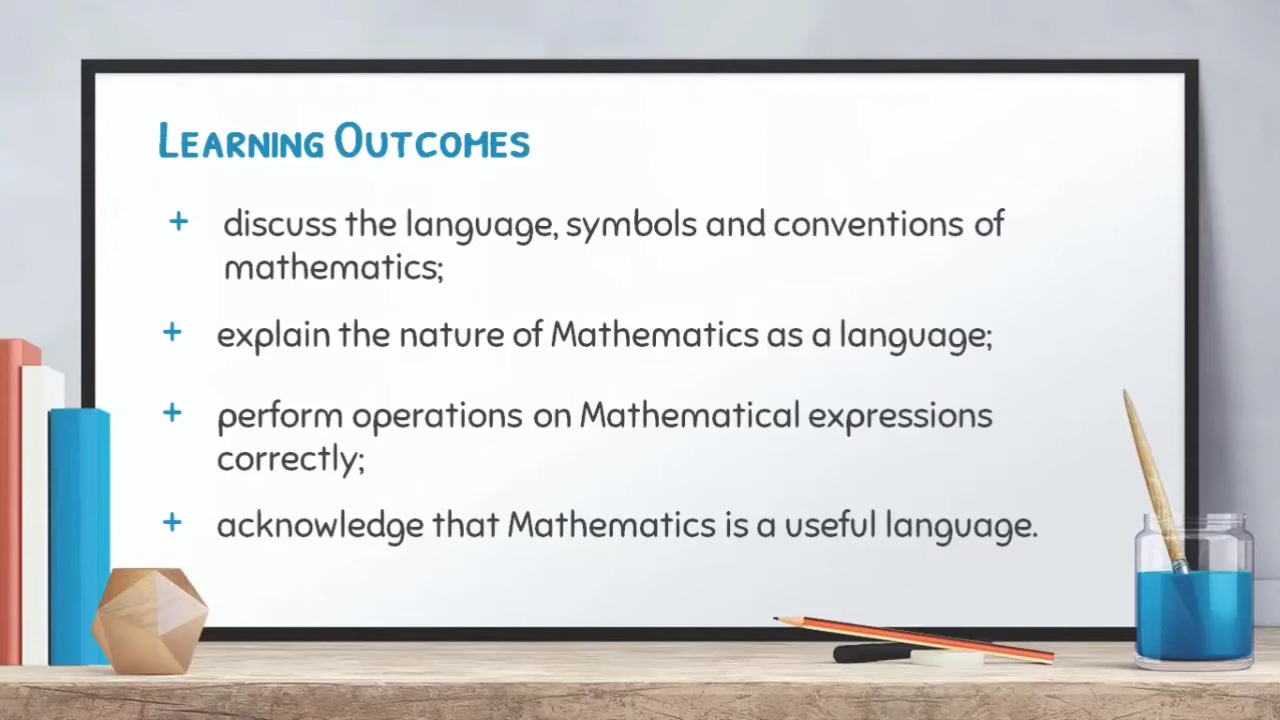 LEARNING OUTCOMES
+ discuss the language, symbols and conventions of
mathematics;
+ explain the nature of Mathematics as a language;
+ perform operations on Mathematical expressions
correctly;
+ acknowledge that Mathematics is a useful language.